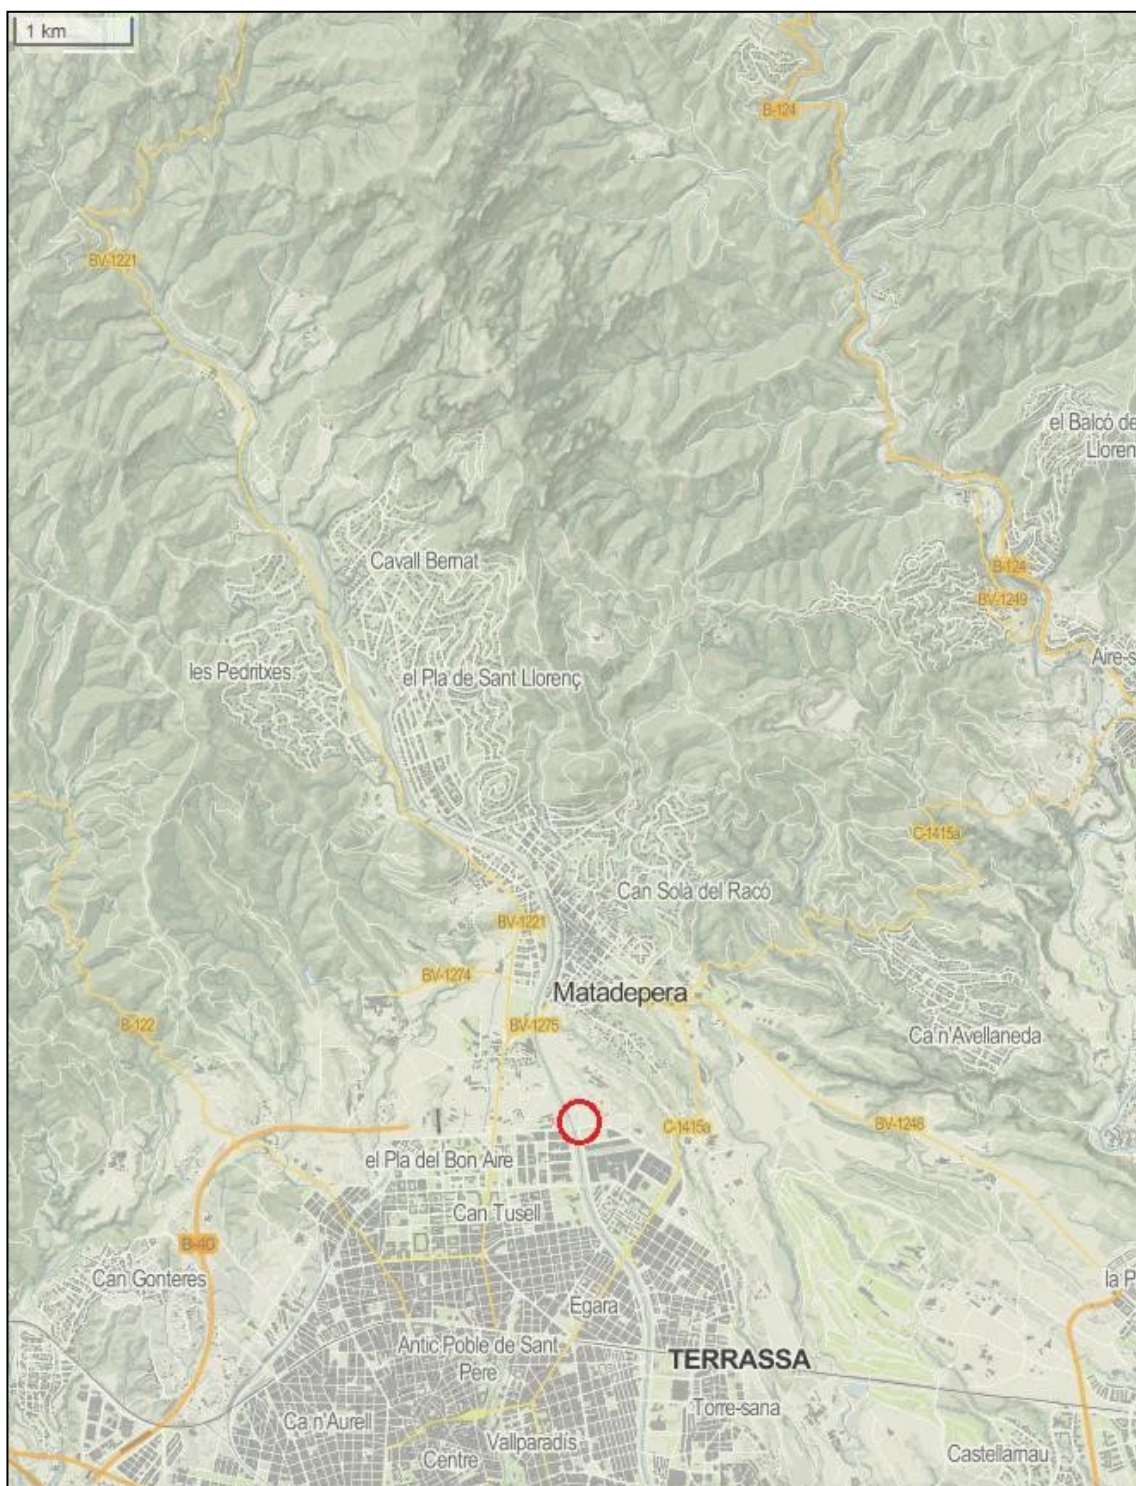 1 km
B-124
BV-1221
el Balcó de
Lloren
Cavall Bernat
B-124
BV-1249
les Pedritxes
el Pla de Sant Llorenç
Aire-s
C-1415a
Can Solà del Racó
BV-1221
BV-1274
Matadepera
B-122
BV-1275
Ca n'Avellaneda
C-1415a
BV-1248
el Pla del Bon Aire
Can Tusell
B-40
Can Gonteres
la P
Ègara
Antic Poble de Sant
Pere
TERRASSA
Ca n'Aurell
Torre-sana
Vallparadís
Centre
Castellarnau